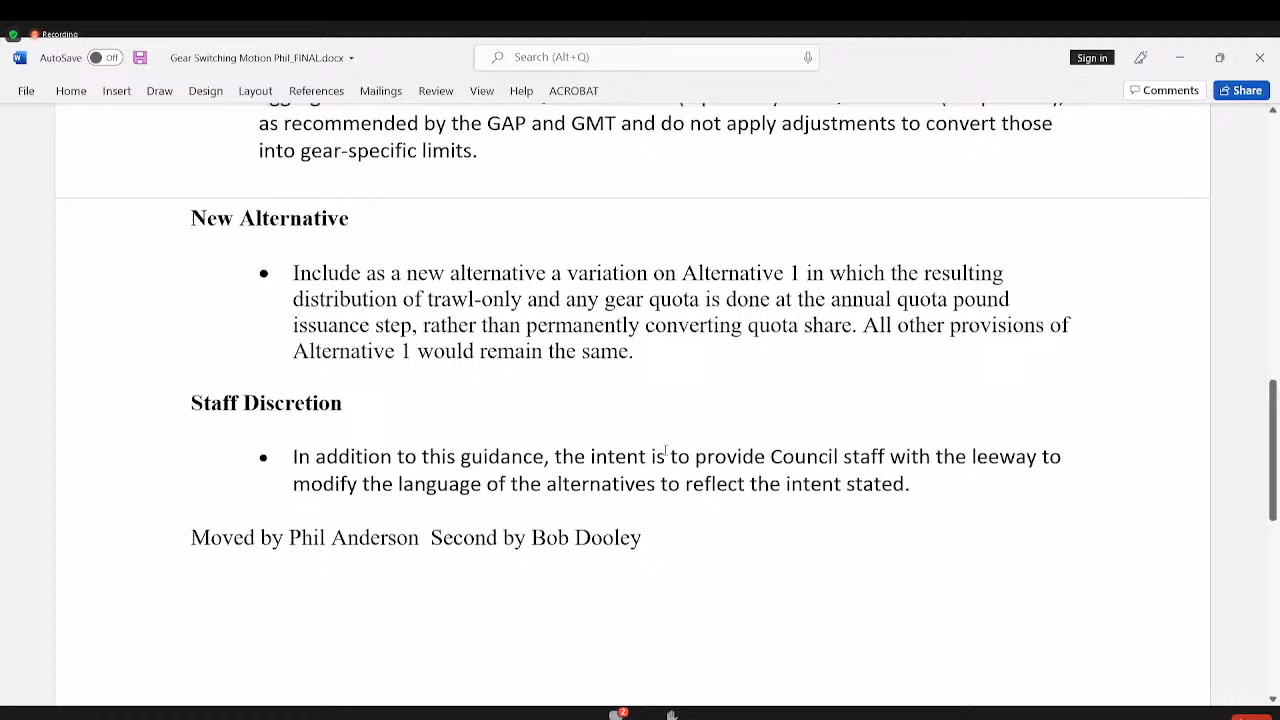 Recording
AutoSave Off Gear Switching Motion Phil_FINAL.docx Search (Alt+Q) Sign in
File Home Insert Draw Design Layout References Mailings Review View Help ACROBAT Comments Share
as recommended by the GAP and GMT and do not apply adjustments to convert those
into gear-specific limits.
New Alternative
• Include as a new alternative a variation on Alternative 1 in which the resulting
distribution of trawl-only and any gear quota is done at the annual quota pound
issuance step, rather than permanently converting quota share. All other provisions of
Alternative 1 would remain the same.
Staff Discretion
• In addition to this guidance, the intent is to provide Council staff with the leeway to
modify the language of the alternatives to reflect the intent stated.
Moved by Phil Anderson Second by Bob Dooley
2